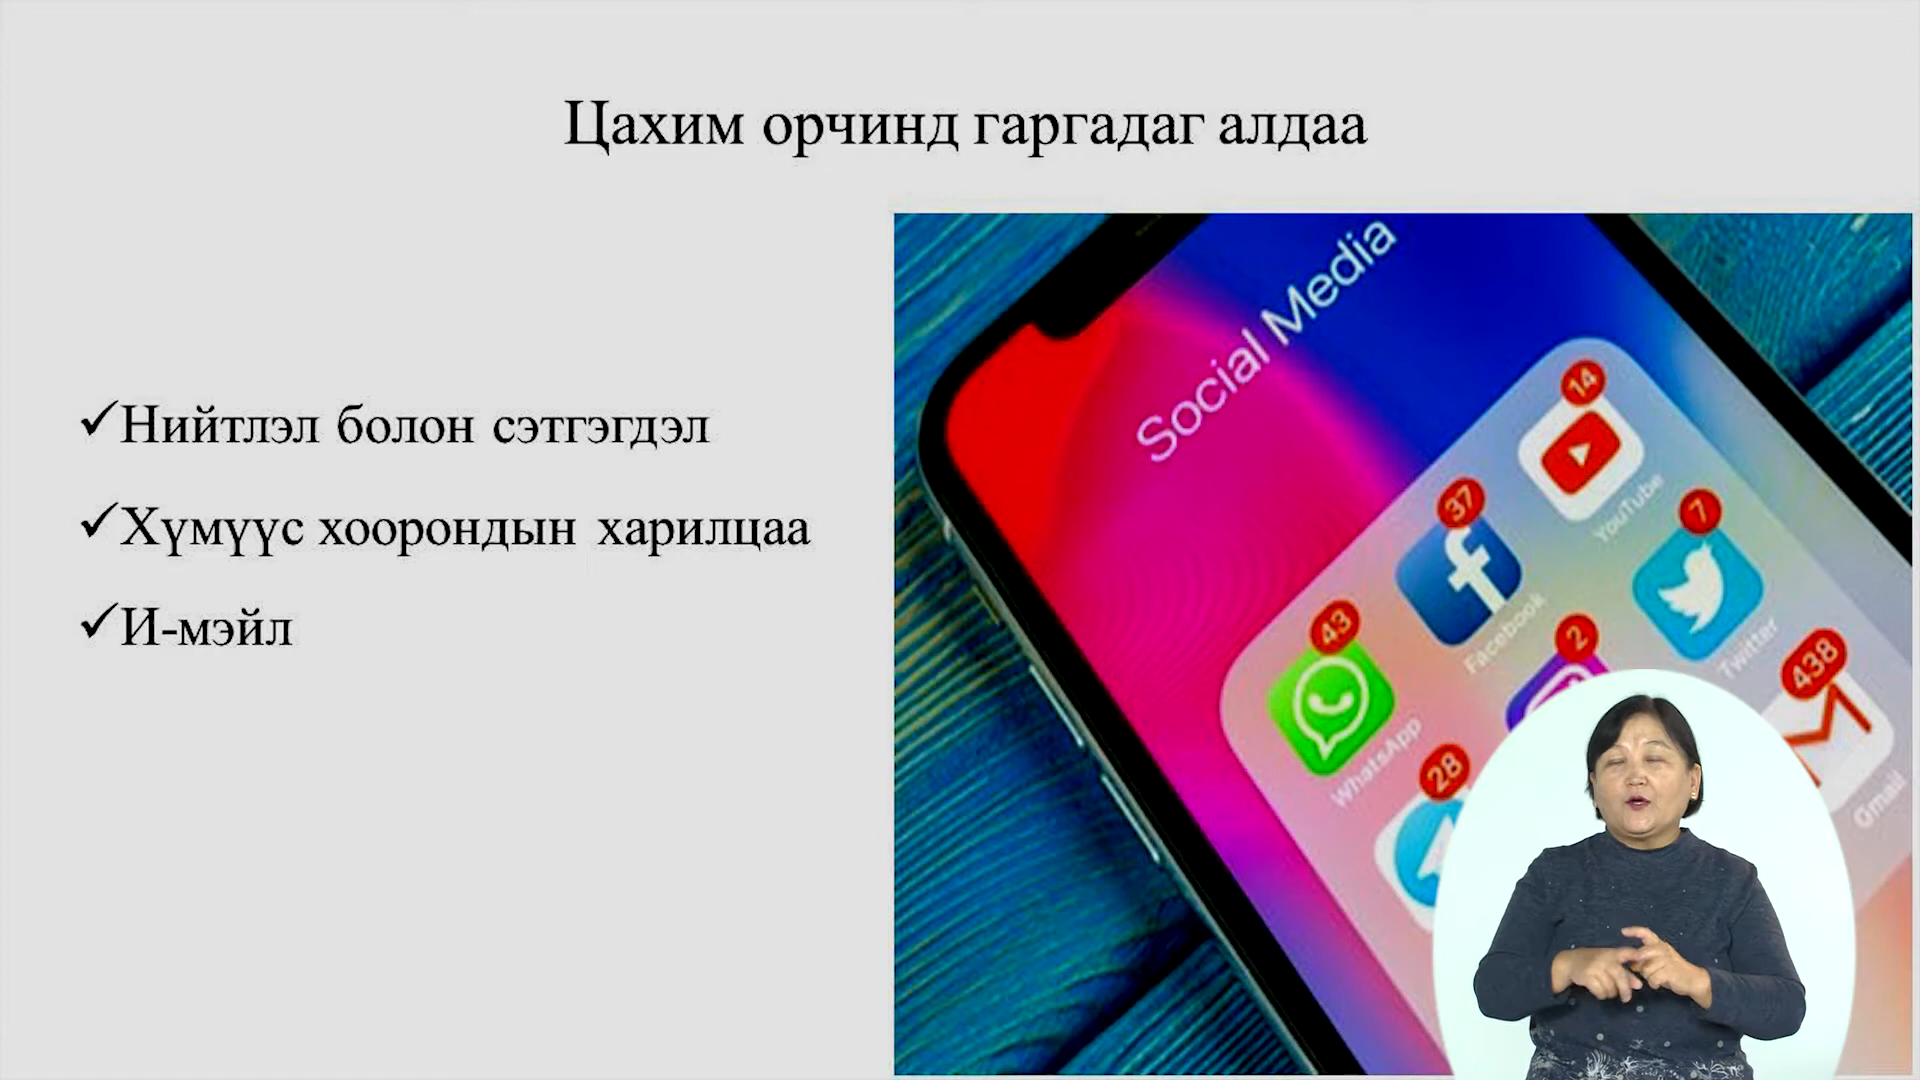 Цахим орчинд гаргадаг алдаа
✓Нийтлэл болон сэтгэгдэл
✓Хүмүүс хоорондын харилцаа
✓И-мэйл
Social Media
14
YouTube
37
Facebook
7
Twitter
43
WhatsApp
2
438
Gmail
28